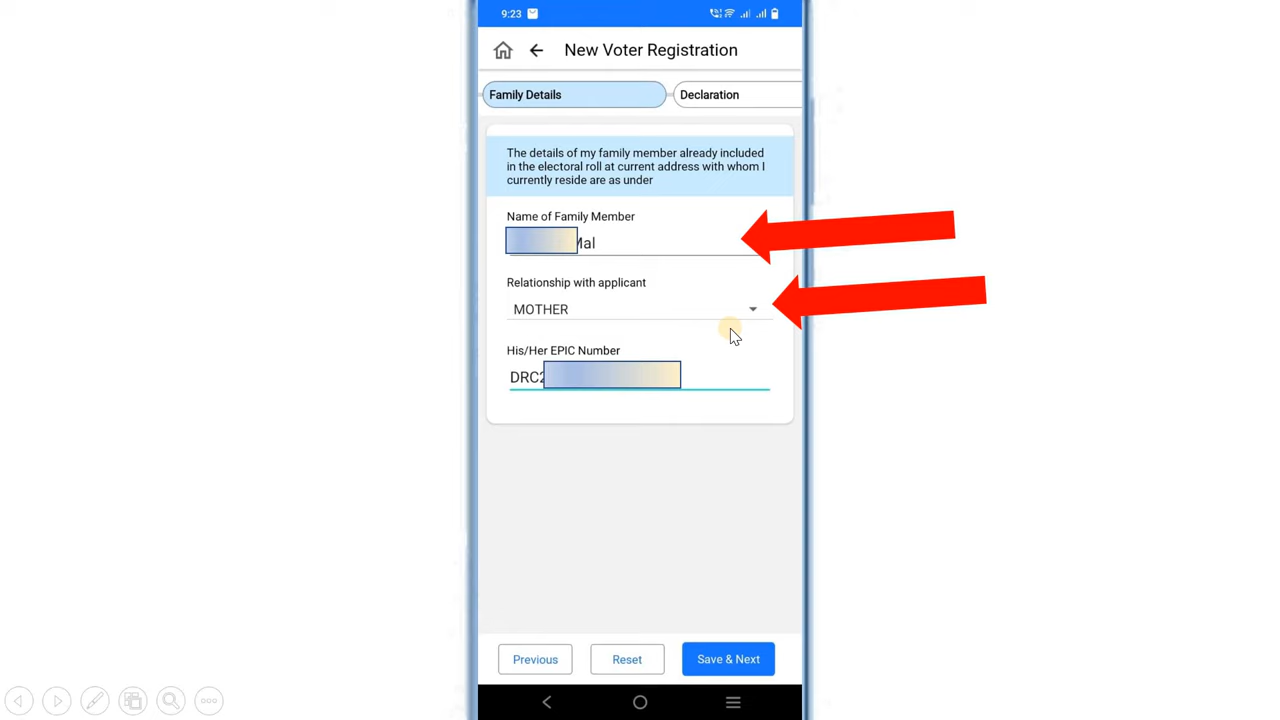 9:23
New Voter Registration
Family Details
Declaration
The details of my family member already included
in the electoral roll at current address with whom I
currently reside are as under
Name of Family Member
Mal
Relationship with applicant
MOTHER
His/Her EPIC Number
DRC2
Previous
Reset
Save & Next